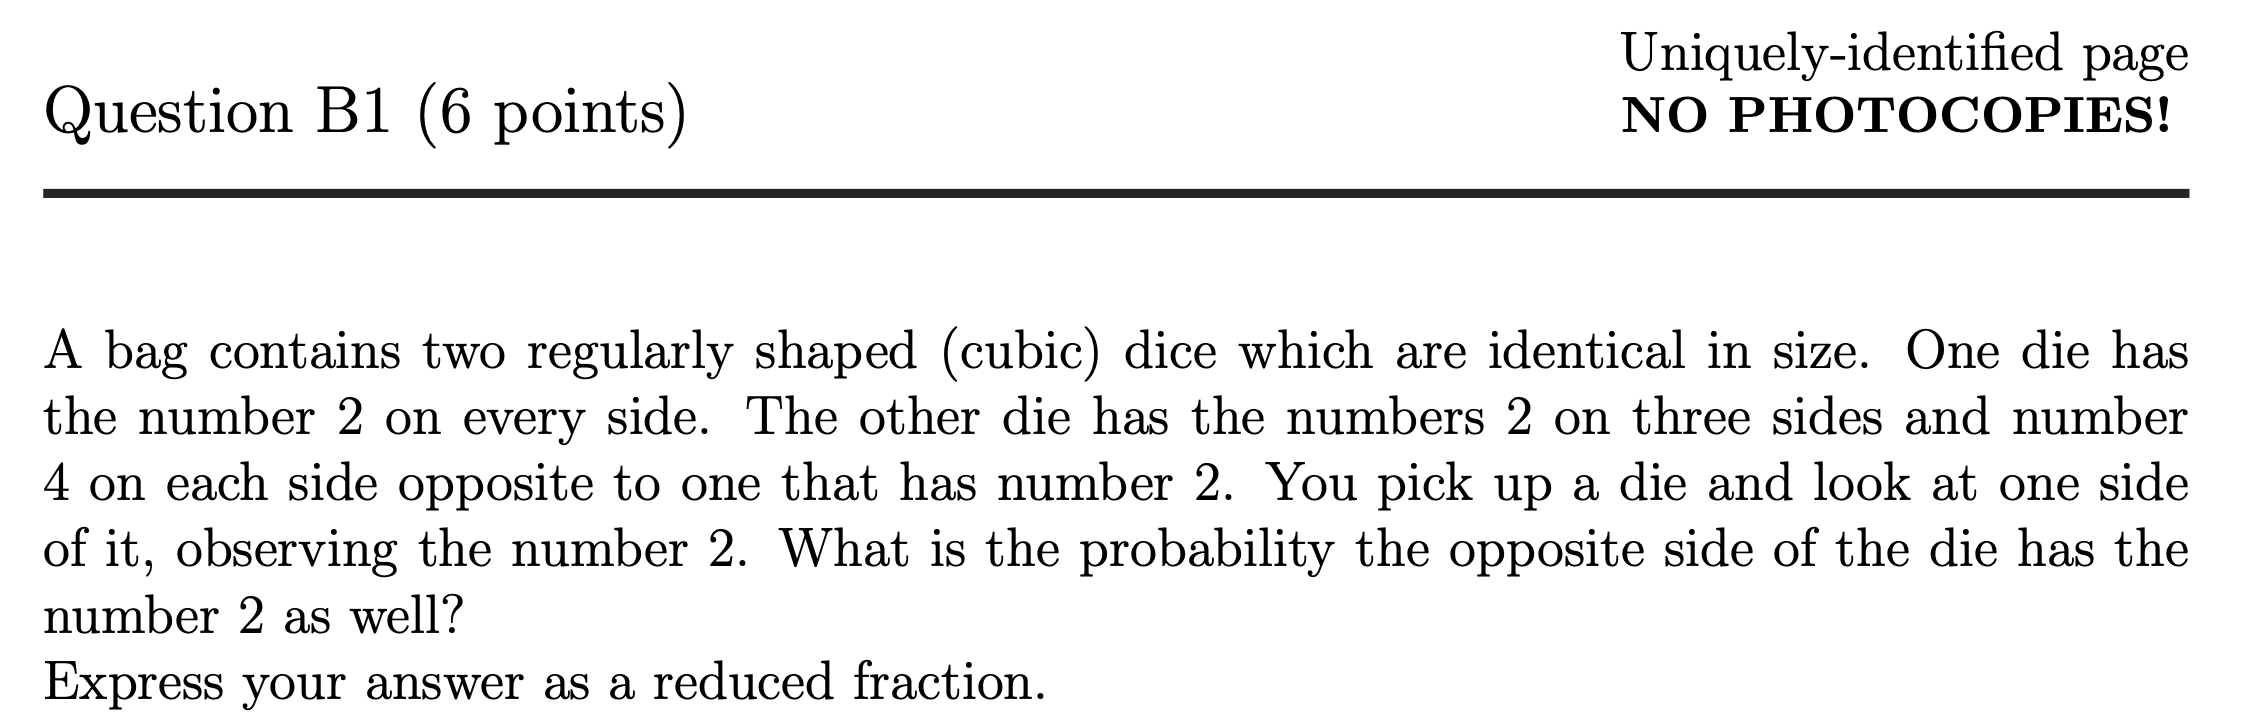 Uniquely-identified page
Question B1 (6 points)
NO PHOTOCOPIES!
A bag contains two regularly shaped (cubic) dice which are identical in size. One die has
the number 2 on every side. The other die has the numbers 2 on three sides and number
4 on each side opposite to one that has number 2. You pick up a die and look at one side
of it, observing the number 2. What is the probability the opposite side of the die has the
number 2 as well?
Express your answer as a reduced fraction.